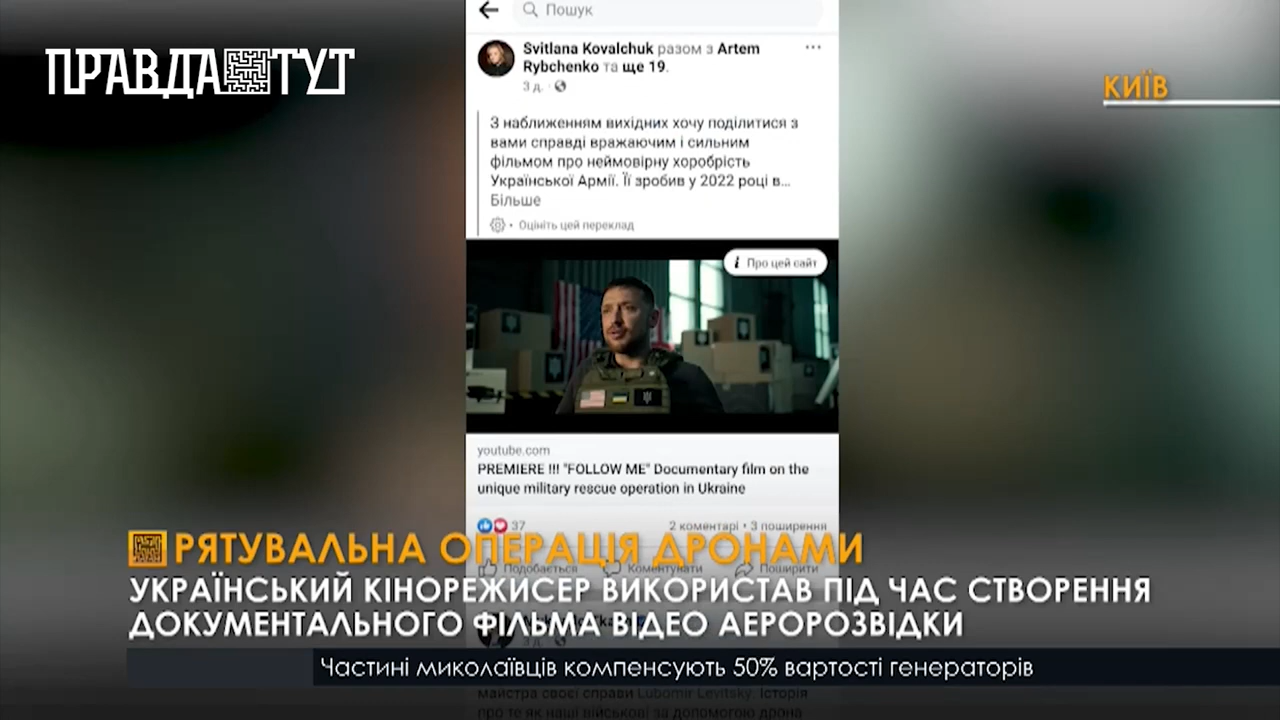 Пошук
ПРАВДА ТУТ
Svitlana Kovalchuk разом з Artem
Rybchenko та ще 19.
3 д.
КИЇВ
З наближенням вихідних хочу поділитися з
вами справді вражаючим і сильним
фільмом про неймовірну хоробрість
Української Армії. Її зробив у 2022 році в...
Більше
Оцініть цей переклад
Про цей сайт
youtube.com
PREMIERE !!! "FOLLOW ME" Documentary film on the
unique military rescue operation in Ukraine
37
2 коментарі • 3 поширення
РЯТУВАЛЬНА ОПЕРАЦІЯ ДРОНАМИ
Подобається Коментувати Поширити
УКРАЇНСЬКИЙ КІНОРЕЖИСЕР ВИКОРИСТАВ ПІД ЧАС СТВОРЕННЯ
ДОКУМЕНТАЛЬНОГО ФІЛЬМА ВІДЕО АЕРОРОЗВІДКИ
3 д.
Частині миколаївців компенсують 50% вартості генераторів
майстра своєї справи Lubomir Levitsky. Історія
про те як наші військові за допомогою дрона